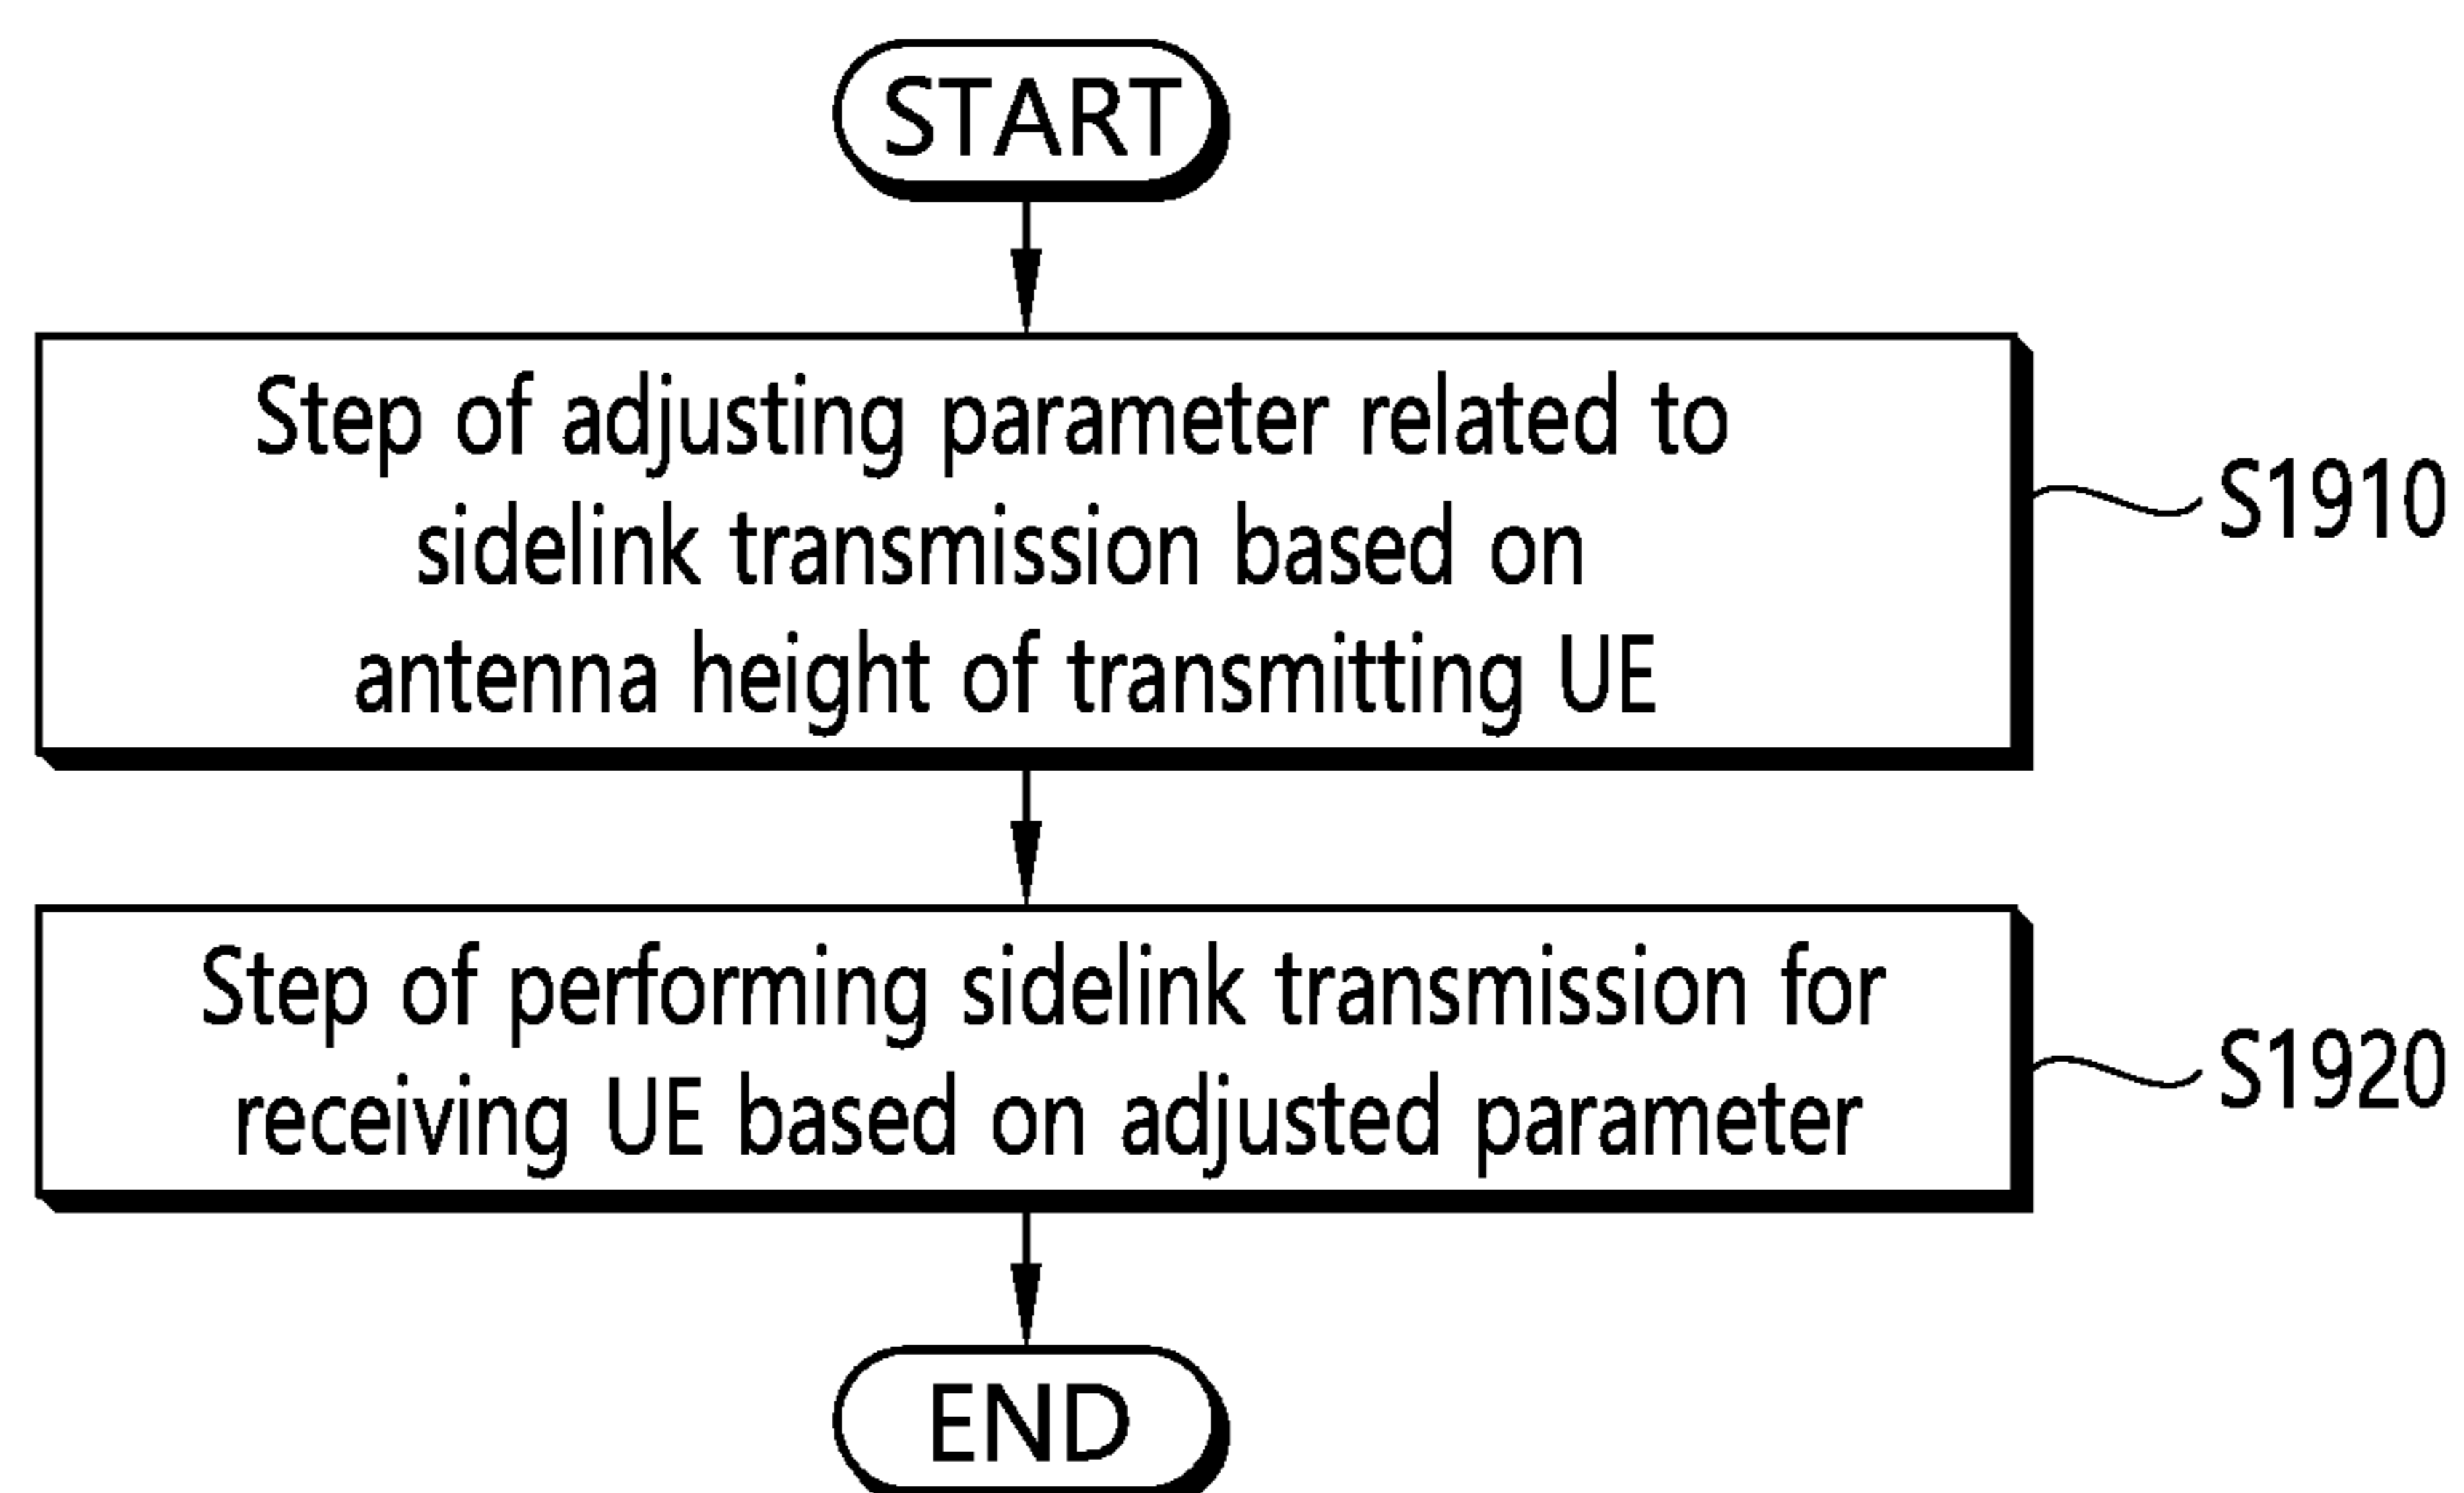 START
Step of adjusting parameter related to
sidelink transmission based on
antenna height of transmitting UE
S1910
Step of performing sidelink transmission for
receiving UE based on adjusted parameter
S1920
END